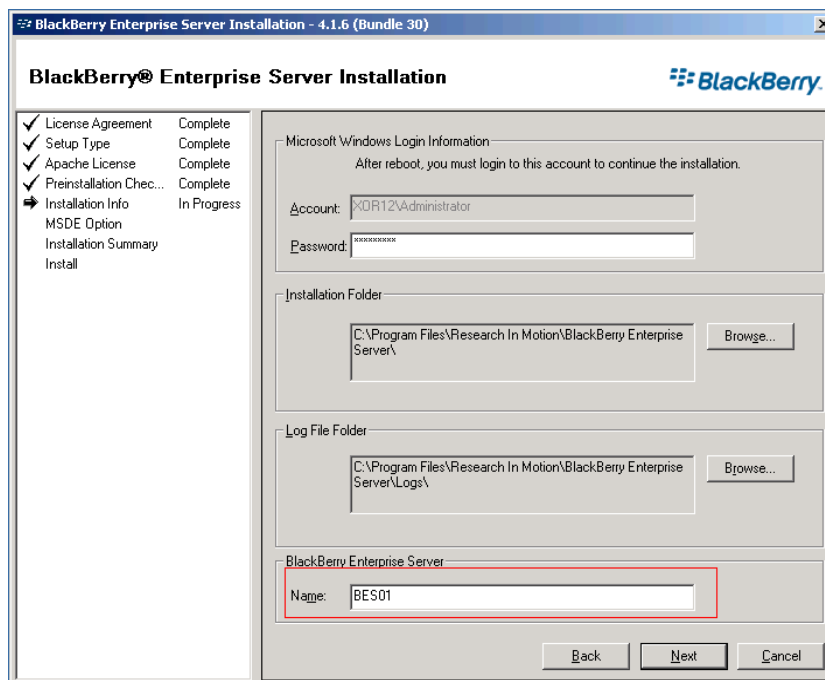 BlackBerry Enterprise Server Installation - 4.1.6 (Bundle 30)
BlackBerry® Enterprise Server Installation
BlackBerry.
License Agreement Complete
Setup Type Complete
Apache License Complete
Preinstallation Chec... Complete
Installation Info In Progress
MSDE Option
Installation Summary
Install
Microsoft Windows Login Information
After reboot, you must login to this account to continue the installation.
Account: XOR12\Administrator
Password: *********
Installation Folder
C:\Program Files\Research In Motion\BlackBerry Enterprise
Server\
Browse...
Log File Folder
C:\Program Files\Research In Motion\BlackBerry Enterprise
Server\Logs\
Browse...
BlackBerry Enterprise Server
Name: BES01
Back Next Cancel